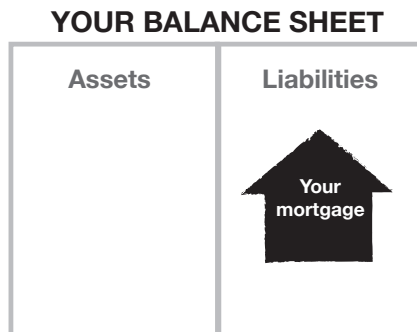 YOUR BALANCE SHEET
Assets
Liabilities
Your
mortgage